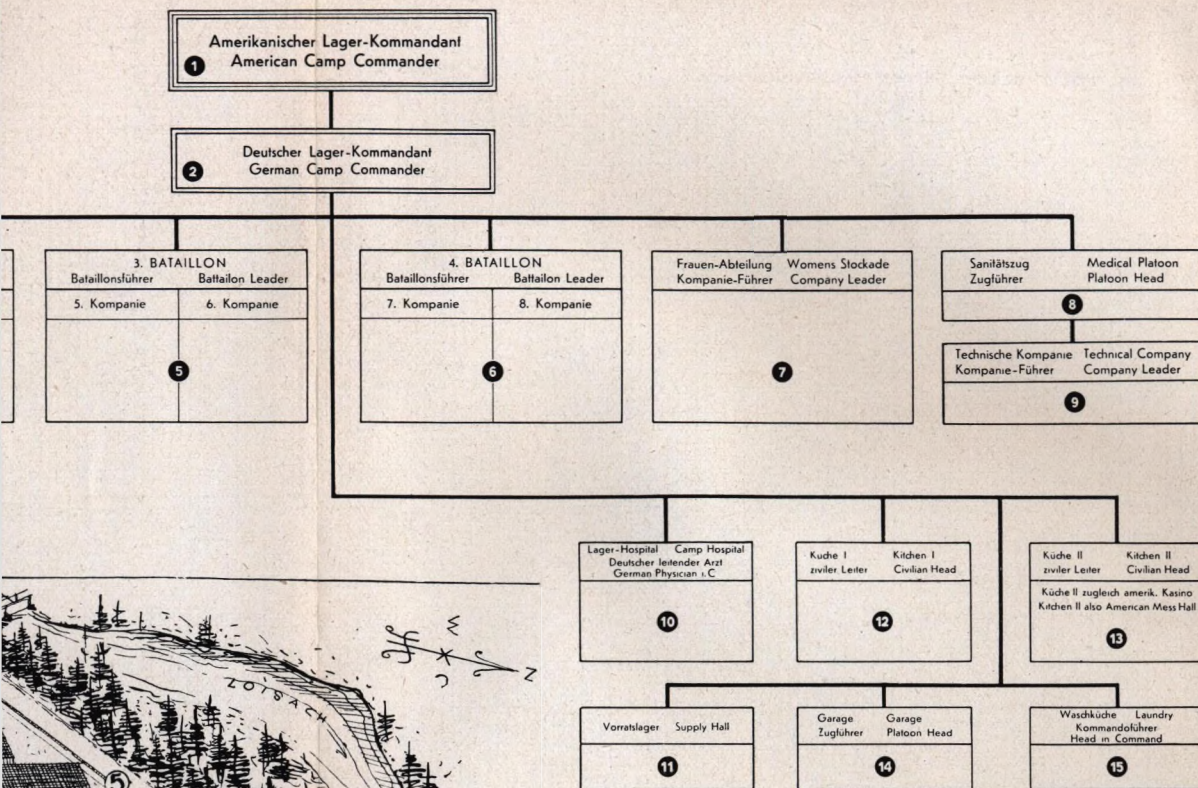 Amerikanischer Lager-Kommandant
American Camp Commander
1
Deutscher Lager-Kommandant
German Camp Commander
2
3. BATAILLON
Bataillonsführer Battailon Leader
5. Kompanie 6. Kompanie
5
4. BATAILLON
Bataillonsführer Battailon Leader
7. Kompanie 8. Kompanie
6
Frauen-Abteilung Womens Stockade
Kompanie-Führer Company Leader
7
Sanitätszug Medical Platoon
Zugführer Platoon Head
8
Technische Kompanie Technical Company
Kompanie-Führer Company Leader
9
Lager-Hospital Camp Hospital
Deutscher leitender Arzt
German Physician i. C
10
Kuche I Kitchen I
ziviler Leiter Civilian Head
12
Küche II Kitchen II
ziviler Leiter Civilian Head
Küche II zugleich amerik. Kasino
Kitchen II also American Mess Hall
13
Vorratslager Supply Hall
11
Garage Garage
Zugführer Platoon Head
14
Waschküche Laundry
Kommandoführer
Head in Command
15
LOISACH
W
N
5